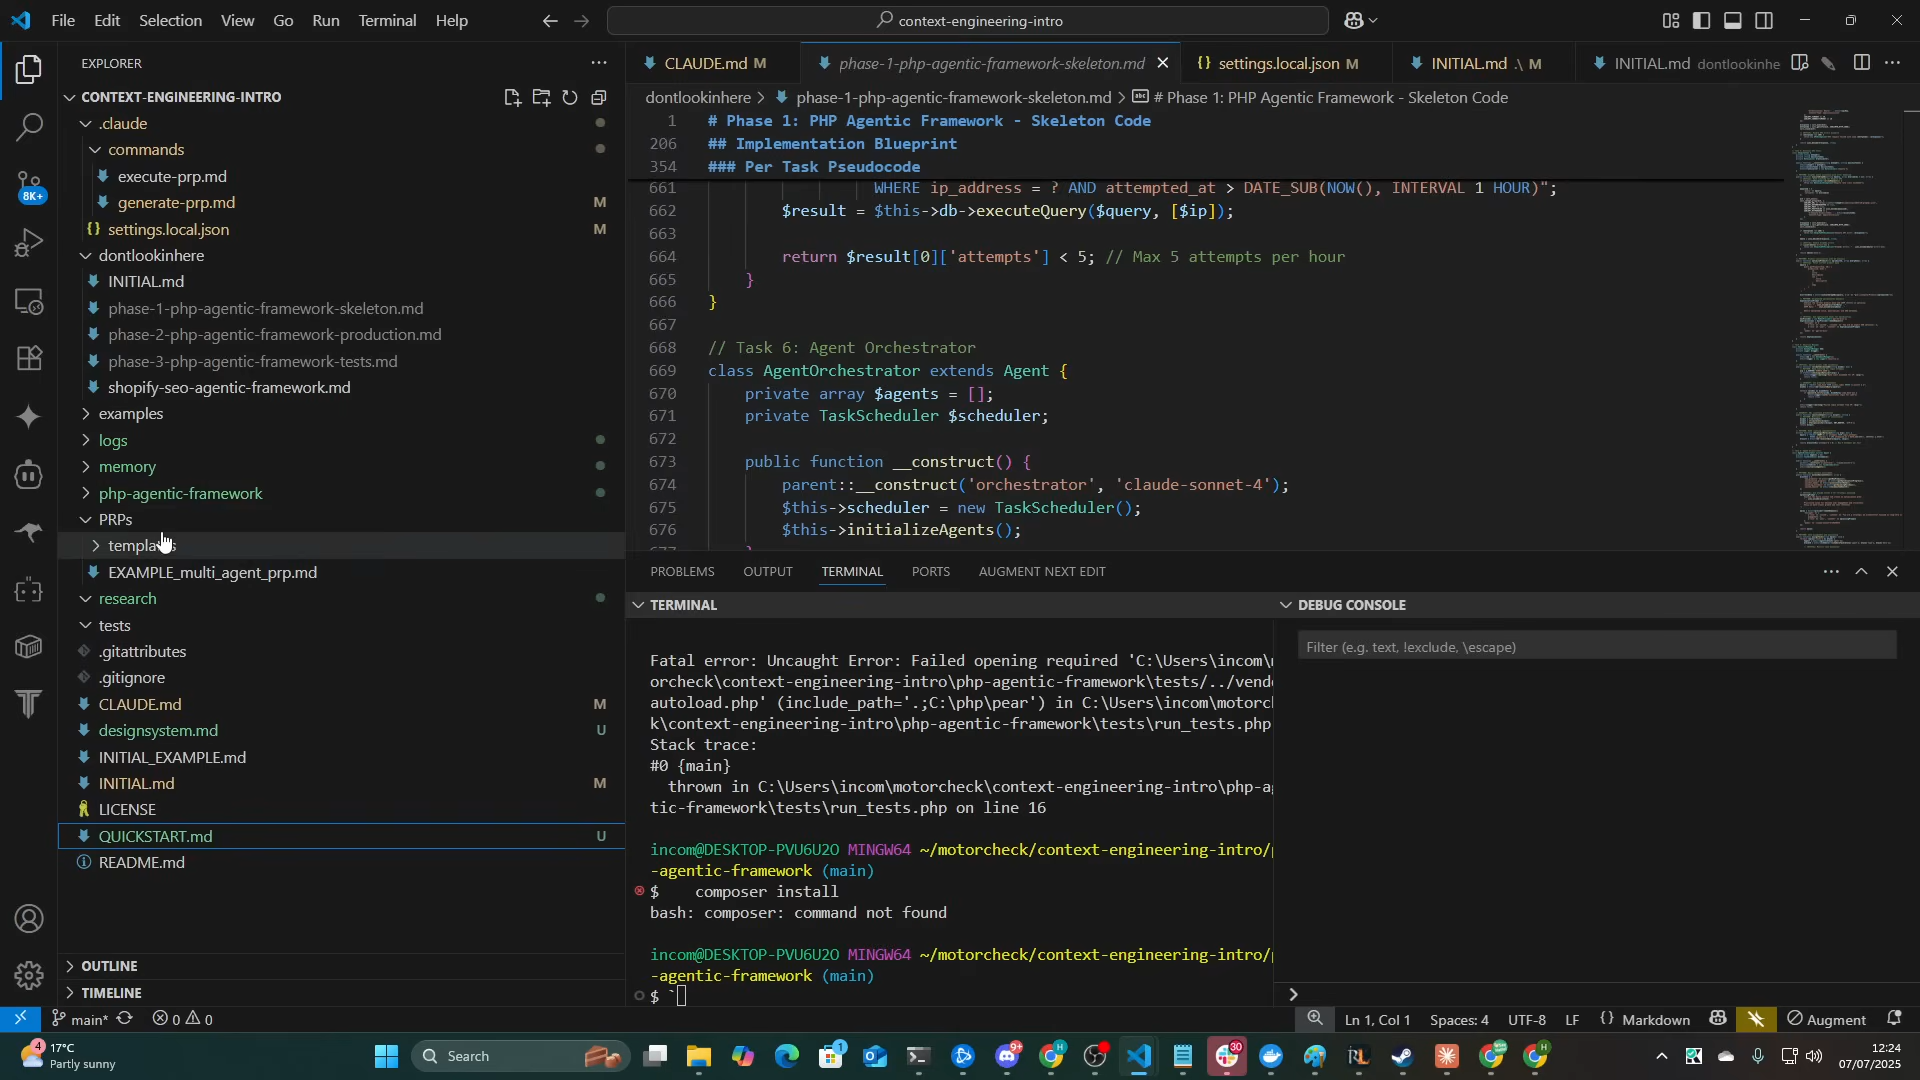 File Edit Selection View Go Run Terminal Help
context-engineering-intro
EXPLORER
CONTEXT-ENGINEERING-INTRO
.claude
commands
execute-prp.md
generate-prp.md M
settings.local.json M
dontlookinhere
INITIAL.md
phase-1-php-agentic-framework-skeleton.md
phase-2-php-agentic-framework-production.md
phase-3-php-agentic-framework-tests.md
shopify-seo-agentic-framework.md
examples
logs
memory
php-agentic-framework
PRPs
EXAMPLE_multi_agent_prp.md
research
tests
.gitattributes
.gitignore
CLAUDE.md M
designsystem.md U
INITIAL_EXAMPLE.md
INITIAL.md M
LICENSE
QUICKSTART.md U
README.md
OUTLINE
TIMELINE
8K+
CLAUDE.md M
phase-1-php-agentic-framework-skeleton.md
{} settings.local.json M
INITIAL.md .\ M
INITIAL.md dontlookinhe
dontlookinhere > phase-1-php-agentic-framework-skeleton.md > # Phase 1: PHP Agentic Framework - Skeleton Code
1 # Phase 1: PHP Agentic Framework - Skeleton Code
206 ## Implementation Blueprint
354 ### Per Task Pseudocode
661 WHERE ip_address = ? AND attempted_at > DATE_SUB(NOW(), INTERVAL 1 HOUR)";
662 $result = $this->db->executeQuery($query, [$ip]);
663
664 return $result[0]['attempts'] < 5; // Max 5 attempts per hour
665 }
666 }
667
668 // Task 6: Agent Orchestrator
669 class AgentOrchestrator extends Agent {
670 private array $agents = [];
671 private TaskScheduler $scheduler;
672
673 public function __construct() {
674 parent::__construct('orchestrator', 'claude-sonnet-4');
675 $this->scheduler = new TaskScheduler();
676 $this->initializeAgents();
PROBLEMS OUTPUT TERMINAL PORTS AUGMENT NEXT EDIT
TERMINAL
Fatal error: Uncaught Error: Failed opening required 'C:\Users\incom\
orcheck\context-engineering-intro\php-agentic-framework\tests/../vend
autoload.php' (include_path='.;C:\php\pear') in C:\Users\incom\motorc
k\context-engineering-intro\php-agentic-framework\tests\run_tests.php
Stack trace:
#0 {main}
thrown in C:\Users\incom\motorcheck\context-engineering-intro\php-a
tic-framework\tests\run_tests.php on line 16
incom@DESKTOP-PVU6U2O MINGW64 ~/motorcheck/context-engineering-intro/
-agentic-framework (main)
$ composer install
bash: composer: command not found
incom@DESKTOP-PVU6U2O MINGW64 ~/motorcheck/context-engineering-intro/
-agentic-framework (main)
$ `
DEBUG CONSOLE
Filter (e.g. text, !exclude, \escape)
main* 0 0
Ln 1, Col 1 Spaces: 4 UTF-8 LF {} Markdown Augment
4
17°C
Partly sunny
Search
1
9+
30
12:24
07/07/2025